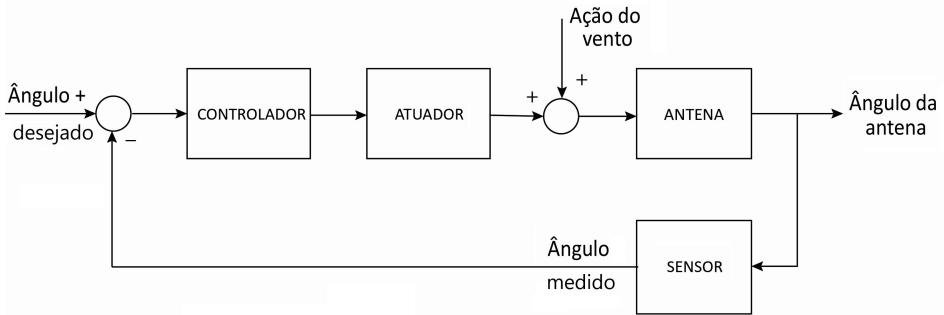 Ação do
vento
Ângulo +
desejado
−
CONTROLADOR
ATUADOR
+
+
ANTENA
Ângulo da
antena
Ângulo
medido
SENSOR